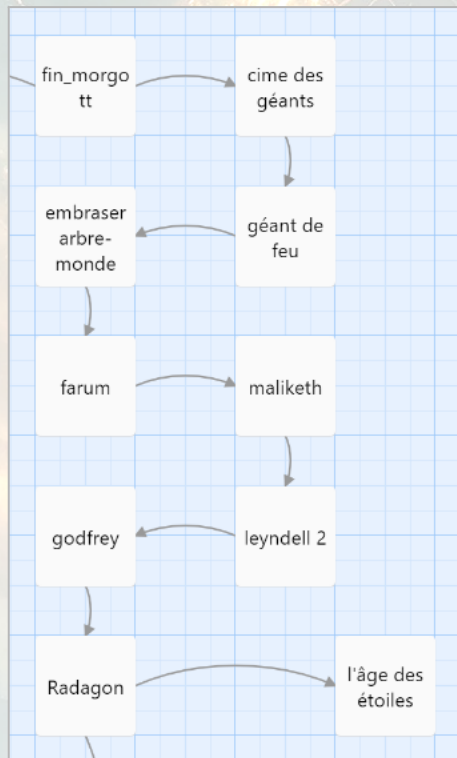 fin_morgo
tt
cime des
géants
embraser
arbre-
monde
géant de
feu
farum
maliketh
godfrey
leyndell 2
Radagon
l'âge des
étoiles